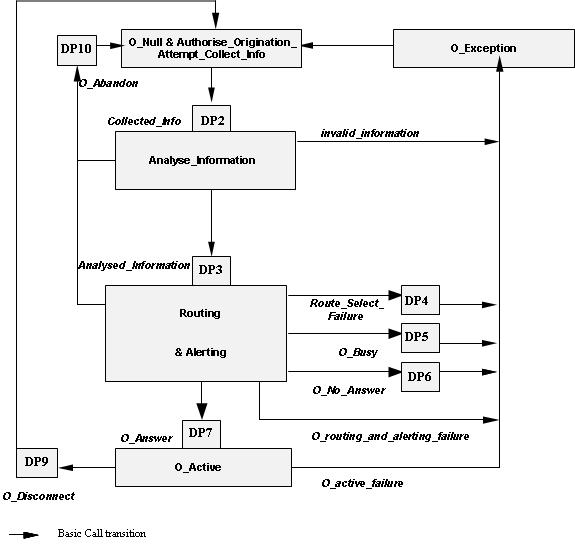 O_Null & Authorise_Origination_
Attempt_Collect_Info
O_Exception
DP10
O_Abandon
Collected_Info
DP2
invalid_information
Analyse_Information
Analysed_Information
DP3
Routing
& Alerting
DP4
Route_Select_
Failure
DP5
O_Busy
DP6
O_No_Answer
DP7
O_Answer
O_routing_and_alerting_failure
DP9
O_Active
O_active_failure
O_Disconnect
Basic Call transition